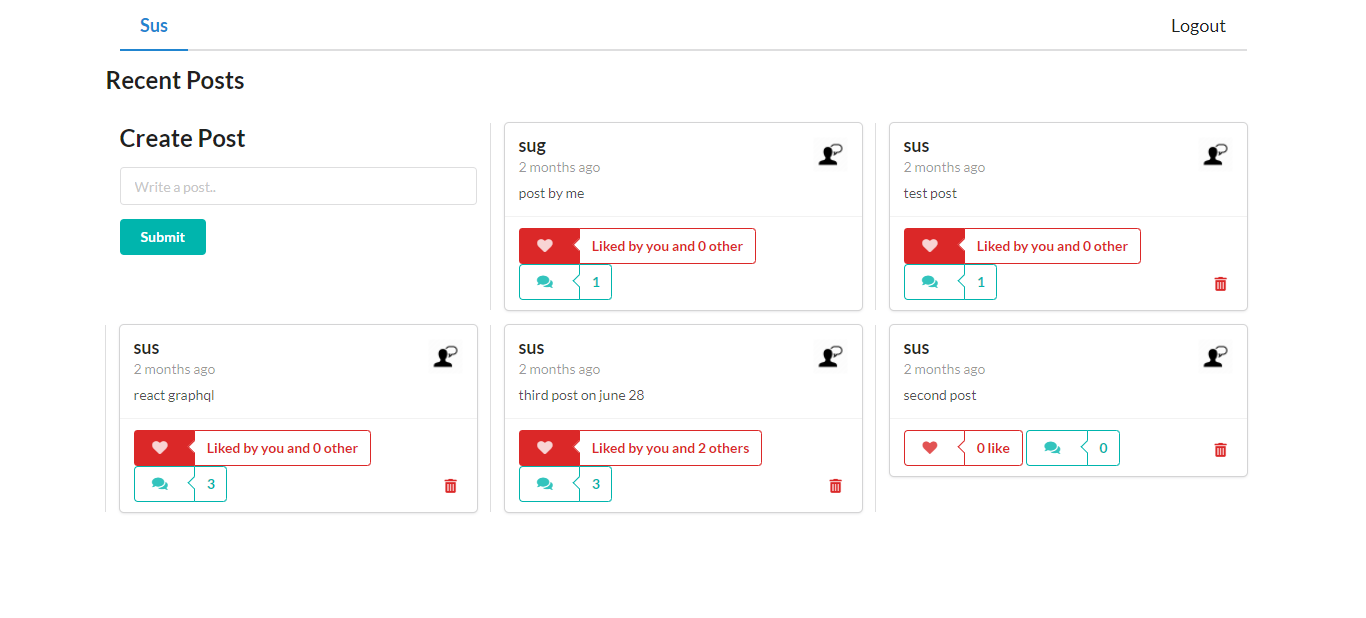 Sus
Logout
Recent Posts
Create Post
Write a post..
Submit
sug
2 months ago
post by me
Liked by you and 0 other
1
sus
2 months ago
test post
Liked by you and 0 other
1
sus
2 months ago
react graphql
Liked by you and 0 other
3
sus
2 months ago
third post on june 28
Liked by you and 2 others
3
sus
2 months ago
second post
0 like
0